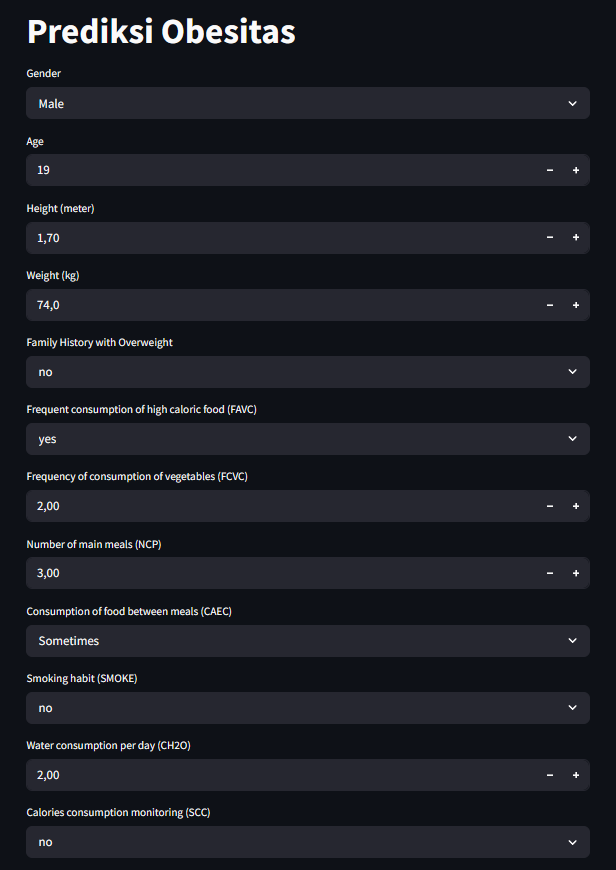 Prediksi Obesitas
Gender
Male
Age
19
Height (meter)
1,70
Weight (kg)
74,0
Family History with Overweight
no
Frequent consumption of high caloric food (FAVC)
yes
Frequency of consumption of vegetables (FCVC)
2,00
Number of main meals (NCP)
3,00
Consumption of food between meals (CAEC)
Sometimes
Smoking habit (SMOKE)
no
Water consumption per day (CH2O)
2,00
Calories consumption monitoring (SCC)
no